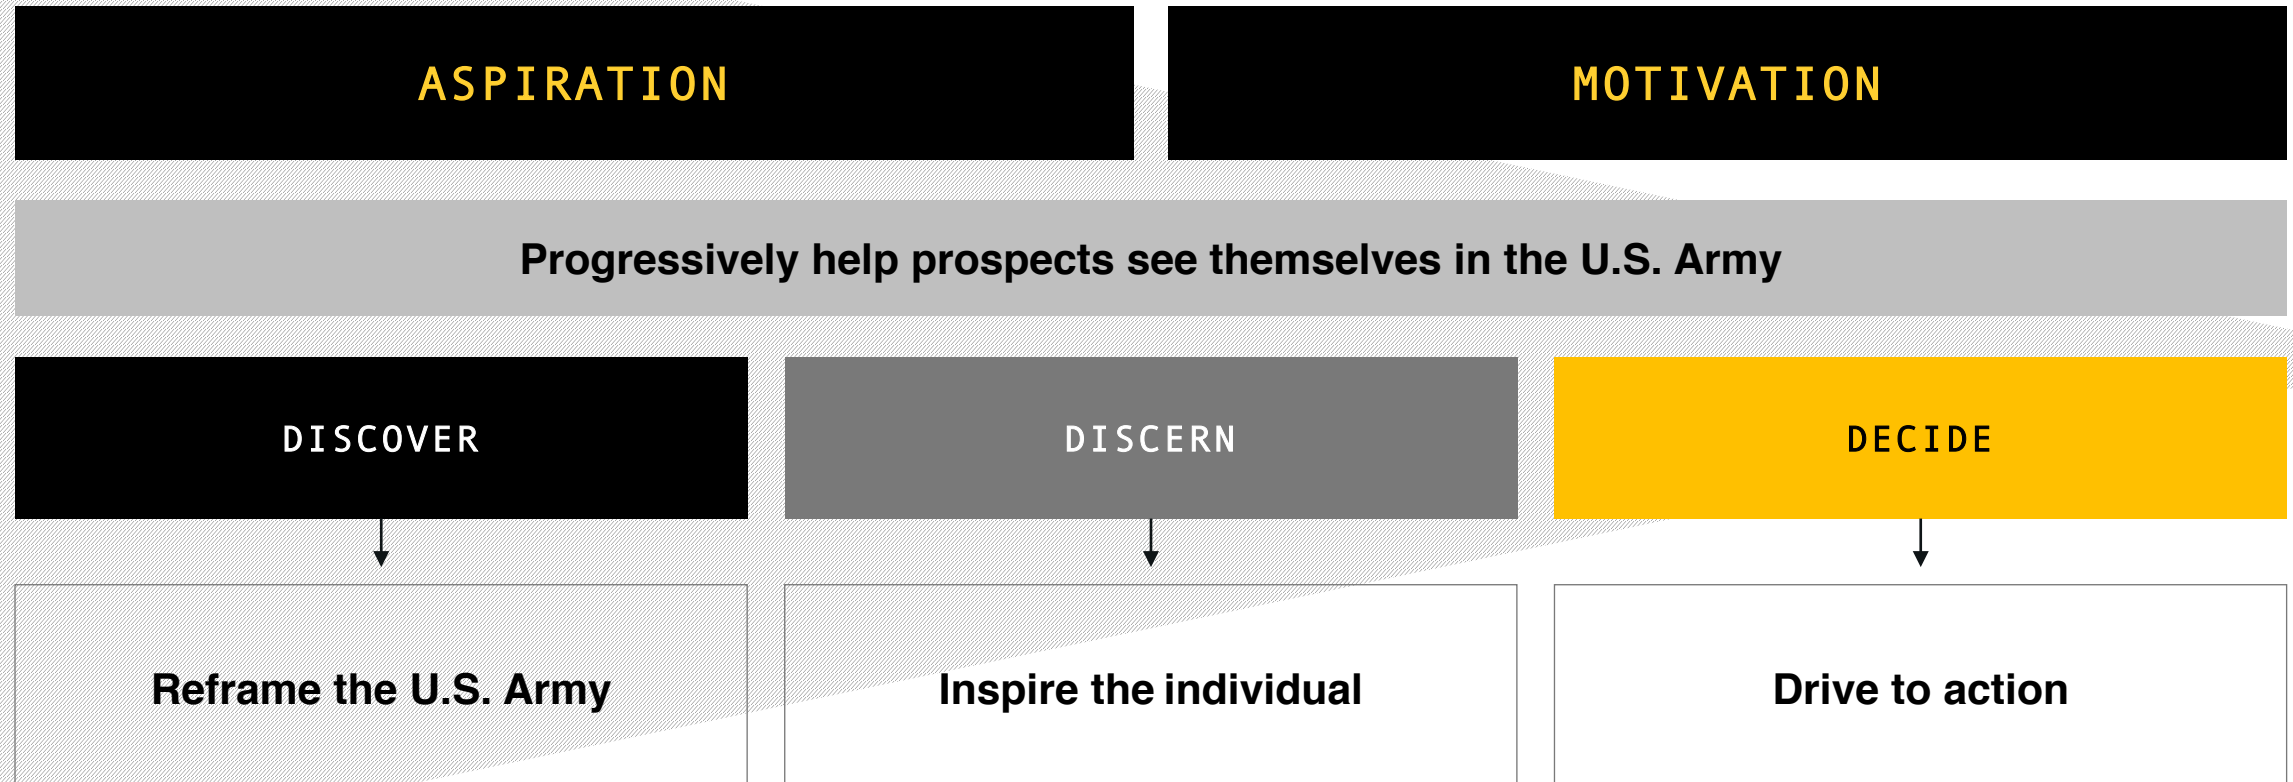 ASPIRATION
MOTIVATION
Progressively help prospects see themselves in the U.S. Army
DISCOVER
DISCERN
DECIDE
Reframe the U.S. Army
Inspire the individual
Drive to action